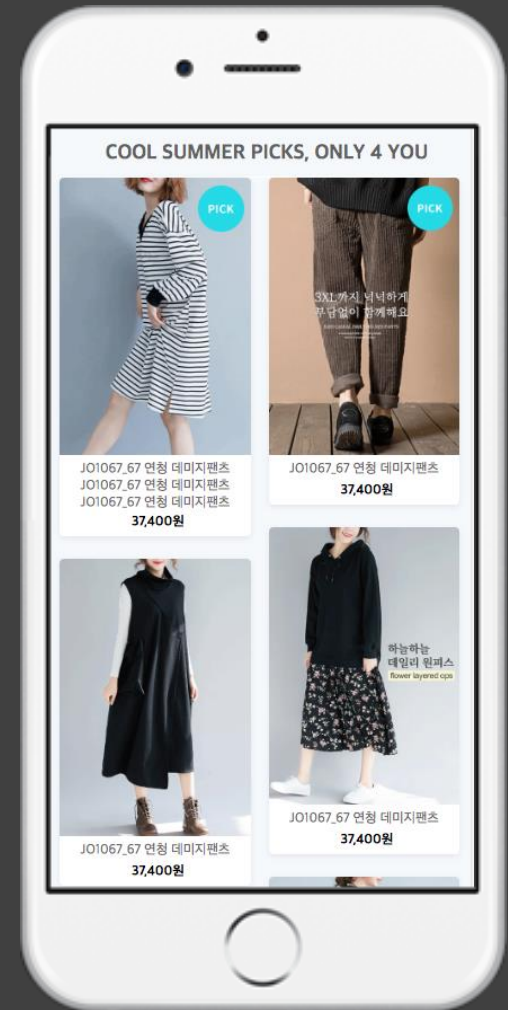 COOL SUMMER PICKS, ONLY 4 YOU
PICK
JO1067_67 연청 데미지팬츠
JO1067_67 연청 데미지팬츠
JO1067_67 연청 데미지팬츠
37,400원
PICK
3XL까지 넉넉하게
부담없이 함께해요
JO1067_67 연청 데미지팬츠
37,400원
JO1067_67 연청 데미지팬츠
37,400원
하늘하늘
데일리 원피스
flower layered ops
JO1067_67 연청 데미지팬츠
37,400원